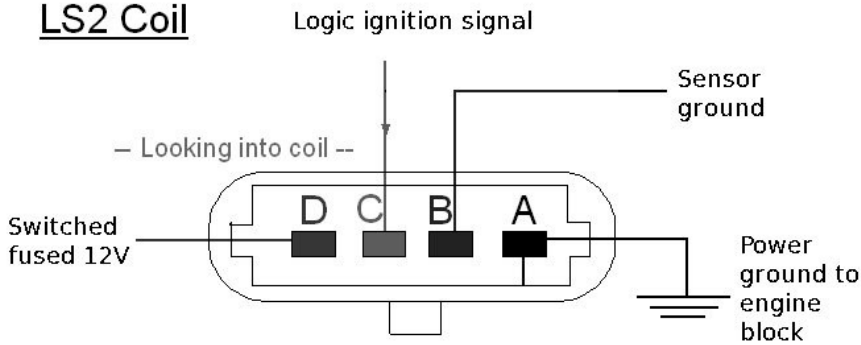 LS2 Coil
Logic ignition signal
Sensor
ground
-- Looking into coil --
D C B A
Switched
fused 12V
Power
ground to
engine
block